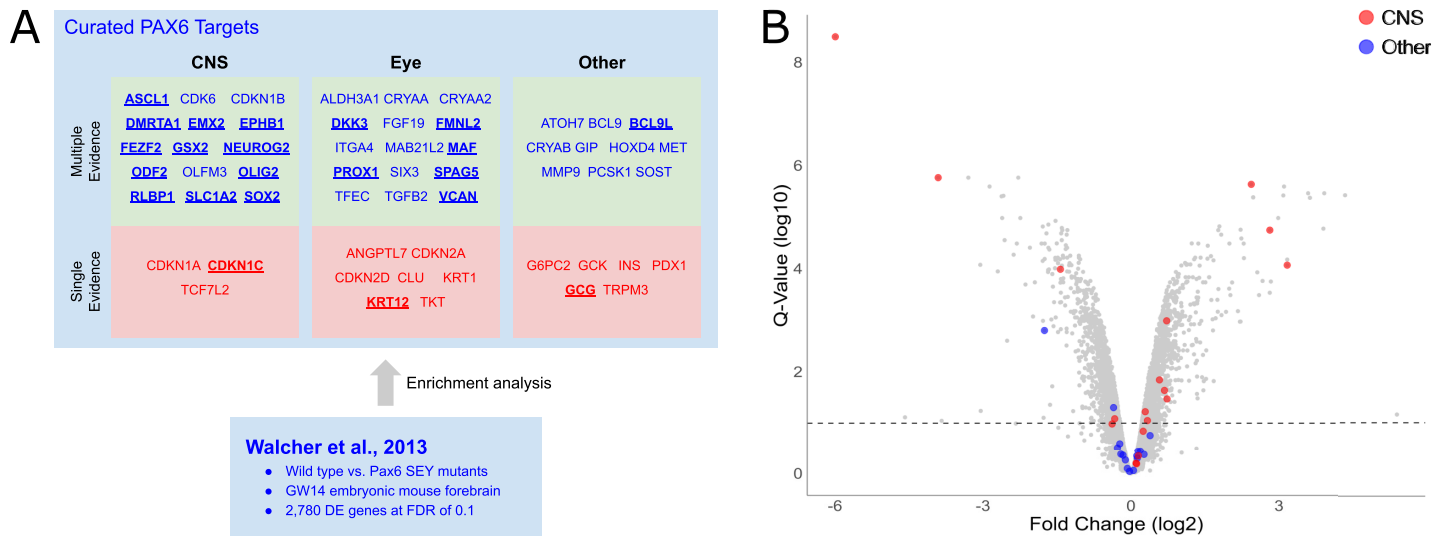 A
Curated PAX6 Targets
CNS Eye Other
Multiple Evidence
ASCL1 CDK6 CDKN1B
DMRTA1 EMX2 EPHB1
FEZF2 GSX2 NEUROG2
ODF2 OLFM3 OLIG2
RLBP1 SLC1A2 SOX2
ALDH3A1 CRYAA CRYAA2
DKK3 FGF19 FMNL2
ITGA4 MAB21L2 MAF
PROX1 SIX3 SPAG5
TFEC TGFB2 VCAN
ATOH7 BCL9 BCL9L
CRYAB GIP HOXD4 MET
MMP9 PCSK1 SOST
Single Evidence
CDKN1A CDKN1C
TCF7L2
ANGPTL7 CDKN2A
CDKN2D CLU KRT1
KRT12 TKT
G6PC2 GCK INS PDX1
GCG TRPM3
Enrichment analysis
Walcher et al., 2013
● Wild type vs. Pax6 SEY mutants
● GW14 embryonic mouse forebrain
● 2,780 DE genes at FDR of 0.1
B
CNS
Other
Q-Value (log10)
8
6
4
2
0
-6 -3 0 3
Fold Change (log2)